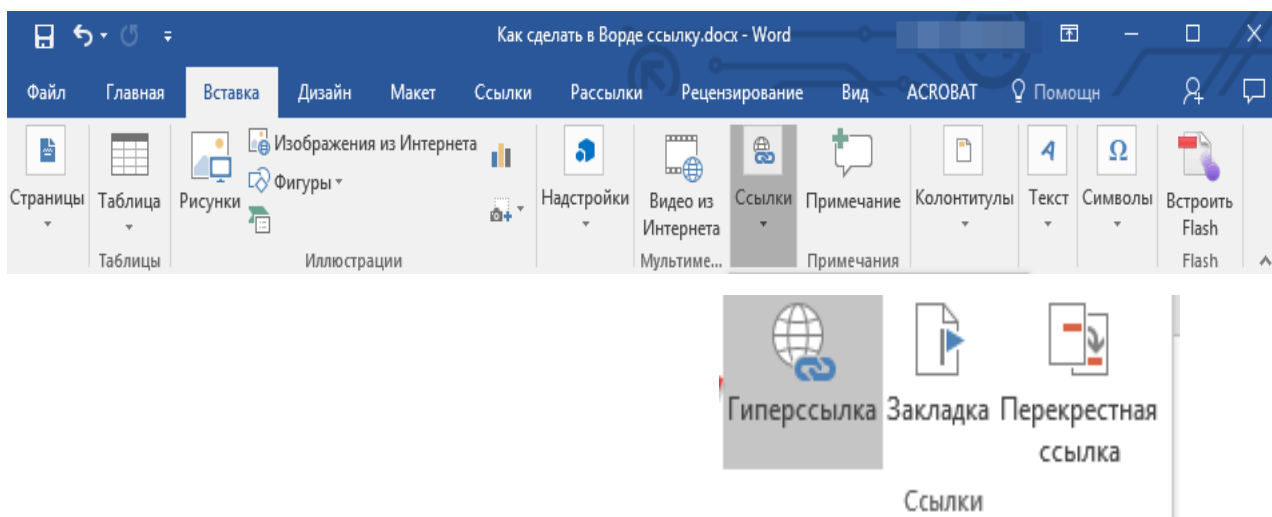 Как сделать в Ворде ссылку.docx - Word
Файл Главная Вставка Дизайн Макет Ссылки Рассылки Рецензирование Вид ACROBAT Помощн
Изображения из Интернета
Фигуры
Страницы Таблица Рисунки Надстройки Видео из Интернета Ссылки Примечание Колонтитулы Текст Символы Встроить Flash
Таблицы Иллюстрации Мультиме... Примечания Flash
Гиперссылка Закладка Перекрестная
ссылка
Ссылки